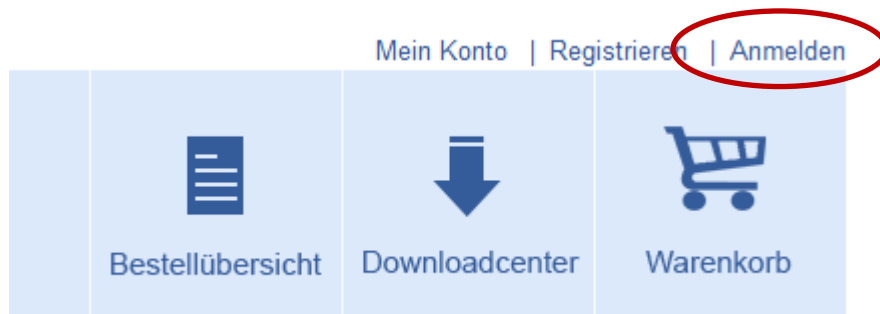 Mein Konto | Registrieren | Anmelden
Bestellübersicht Downloadcenter Warenkorb